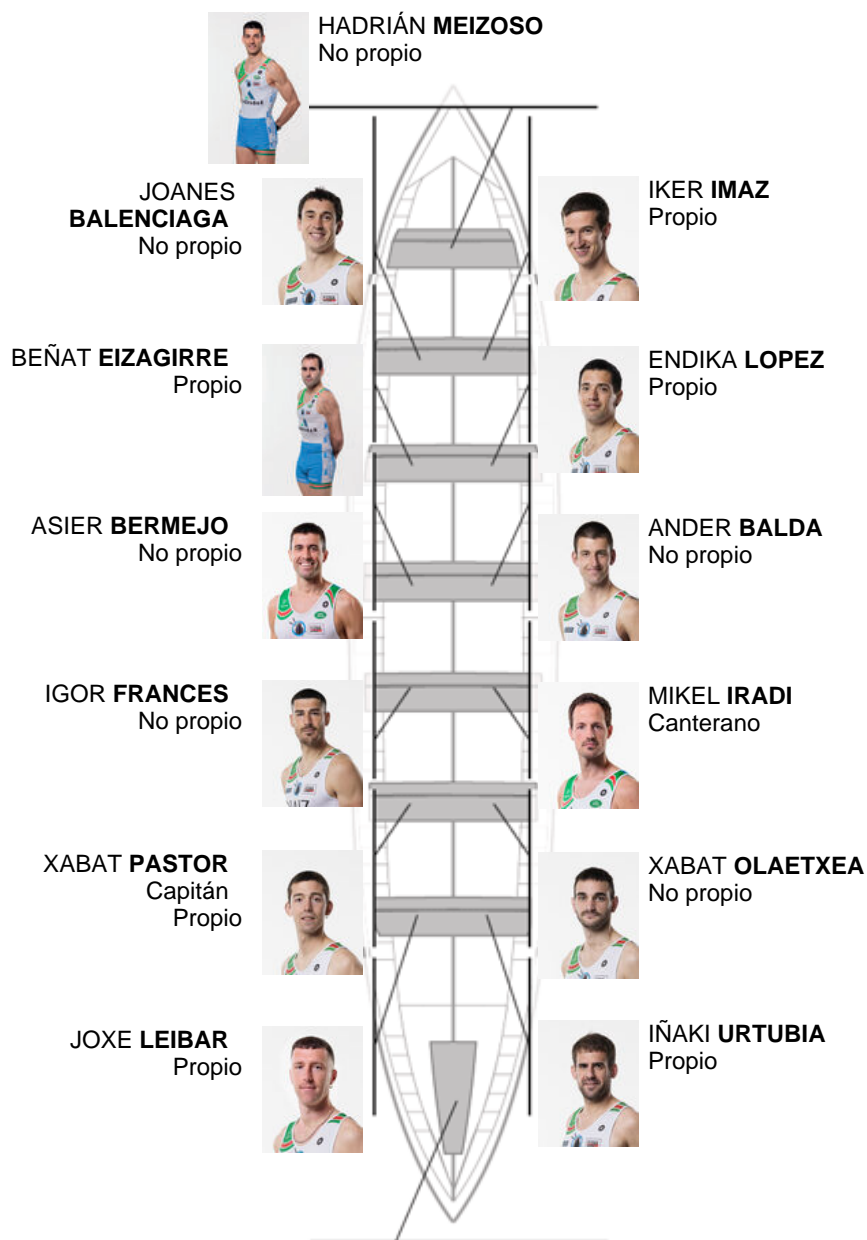 HADRIÁN MEIZOSO
No propio
JOANES
BALENCIAGA
No propio
IKER IMAZ
Propio
BEÑAT EIZAGIRRE
Propio
ENDIKA LOPEZ
Propio
ASIER BERMEJO
No propio
ANDER BALDA
No propio
IGOR FRANCES
No propio
MIKEL IRADI
Canterano
XABAT PASTOR
Capitán
Propio
XABAT OLAETXEA
No propio
JOXE LEIBAR
Propio
IÑAKI URTUBIA
Propio